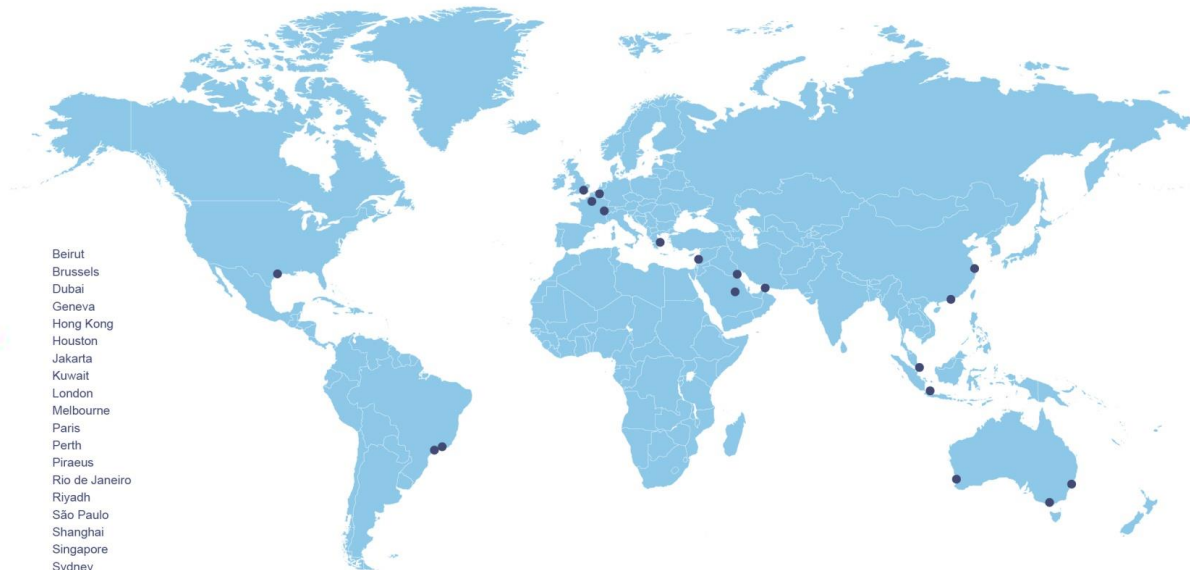 Beirut
Brussels
Dubai
Geneva
Hong Kong
Houston
Jakarta
Kuwait
London
Melbourne
Paris
Perth
Piraeus
Rio de Janeiro
Riyadh
São Paulo
Shanghai
Singapore
Sydney